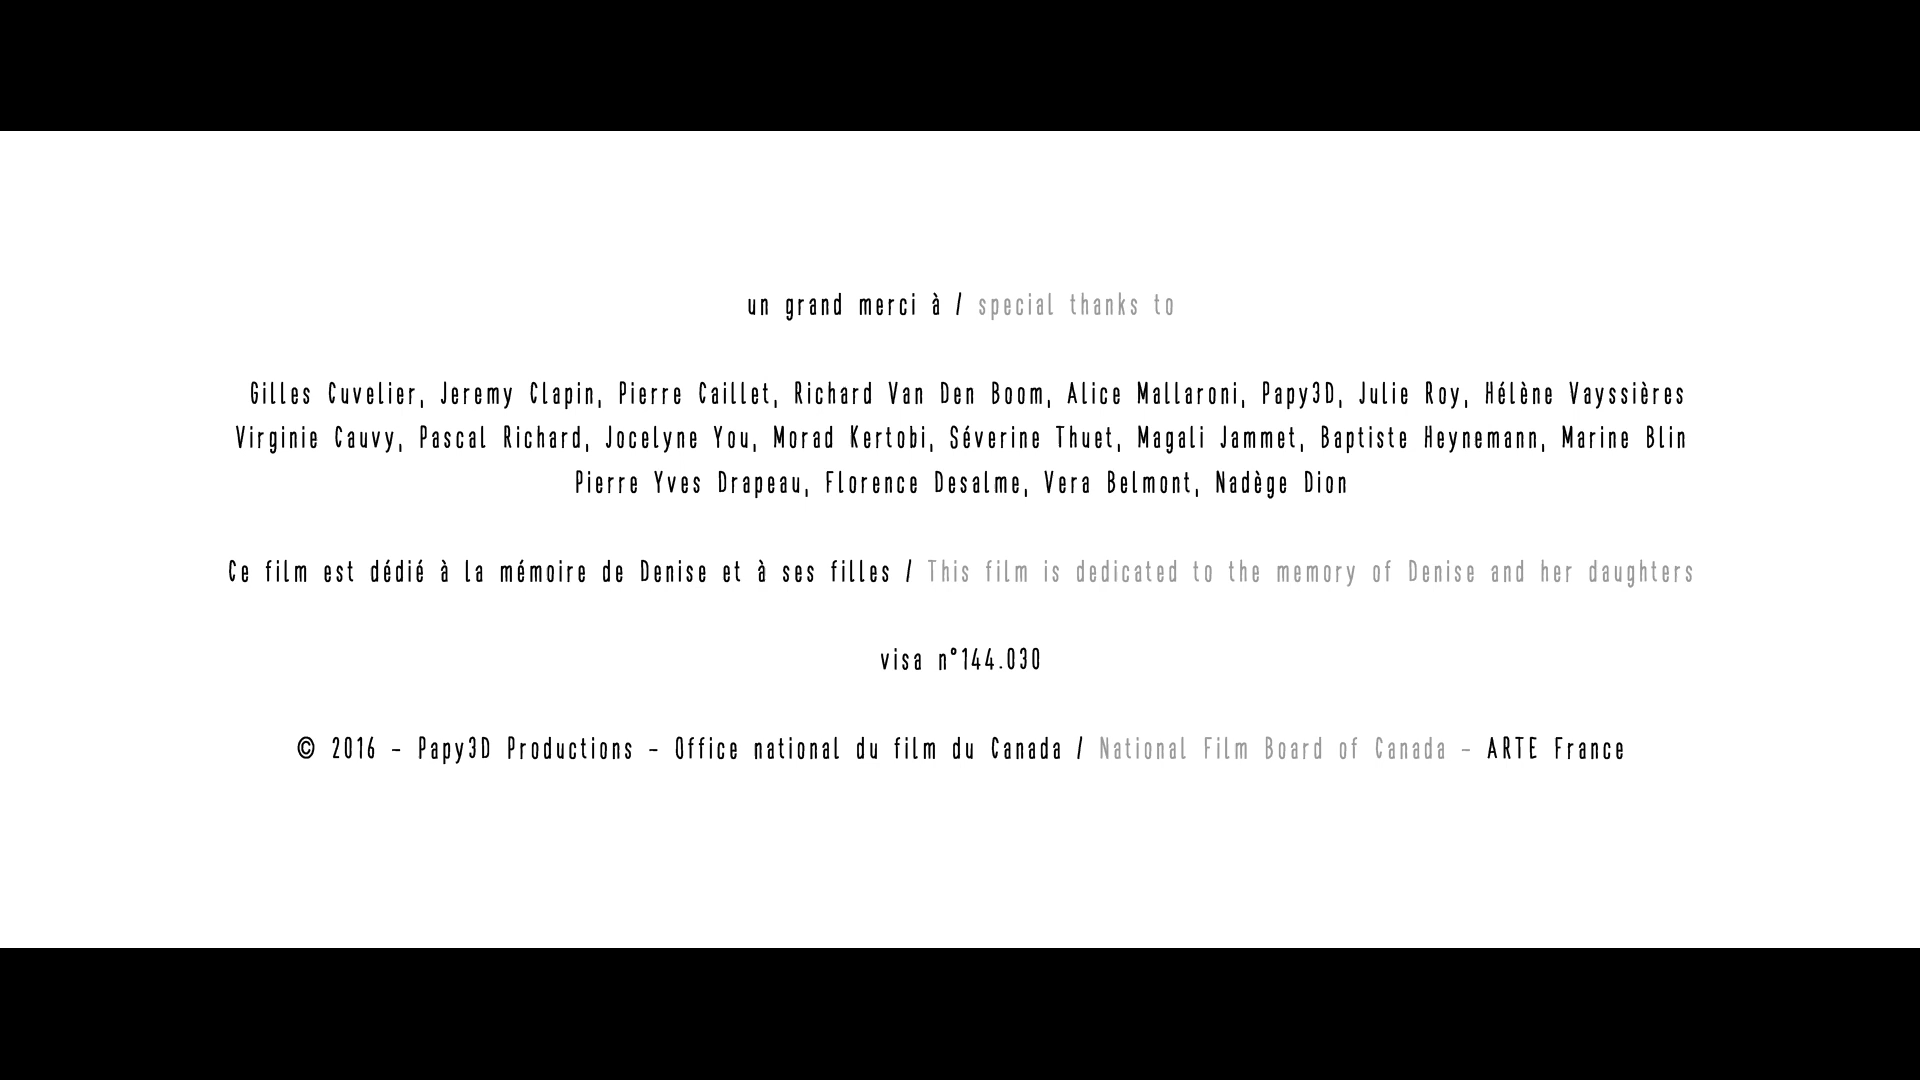 un grand merci à / special thanks to
Gilles Cuvelier, Jeremy Clapin, Pierre Caillet, Richard Van Den Boom, Alice Mallaroni, Papy3D, Julie Roy, Hélène Vayssières
Virginie Cauvy, Pascal Richard, Jocelyne You, Morad Kertobi, Séverine Thuet, Magali Jammet, Baptiste Heynemann, Marine Blin
Pierre Yves Drapeau, Florence Desalme, Vera Belmont, Nadège Dion
Ce film est dédié à la mémoire de Denise et à ses filles / This film is dedicated to the memory of Denise and her daughters
visa n°144.030
© 2016 – Papy3D Productions – Office national du film du Canada / National Film Board of Canada – ARTE France